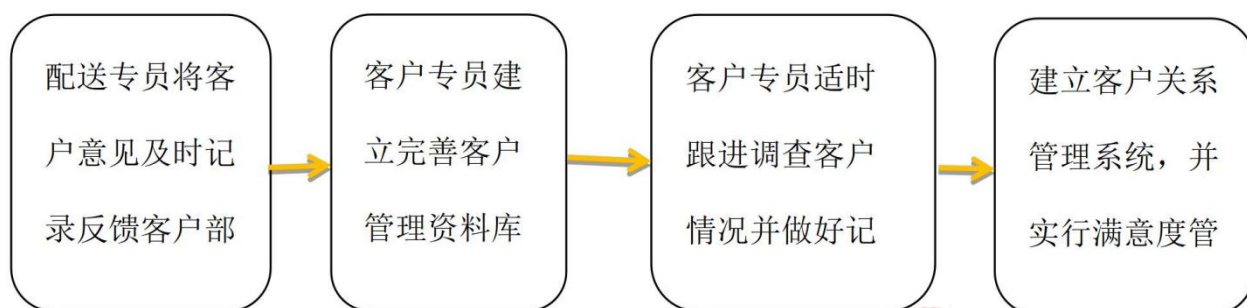 配送专员将客
户意见及时记
录反馈客户部
客户专员建
立完善客户
管理资料库
客户专员适时
跟进调查客户
情况并做好记
建立客户关系
管理系统，并
实行满意度管